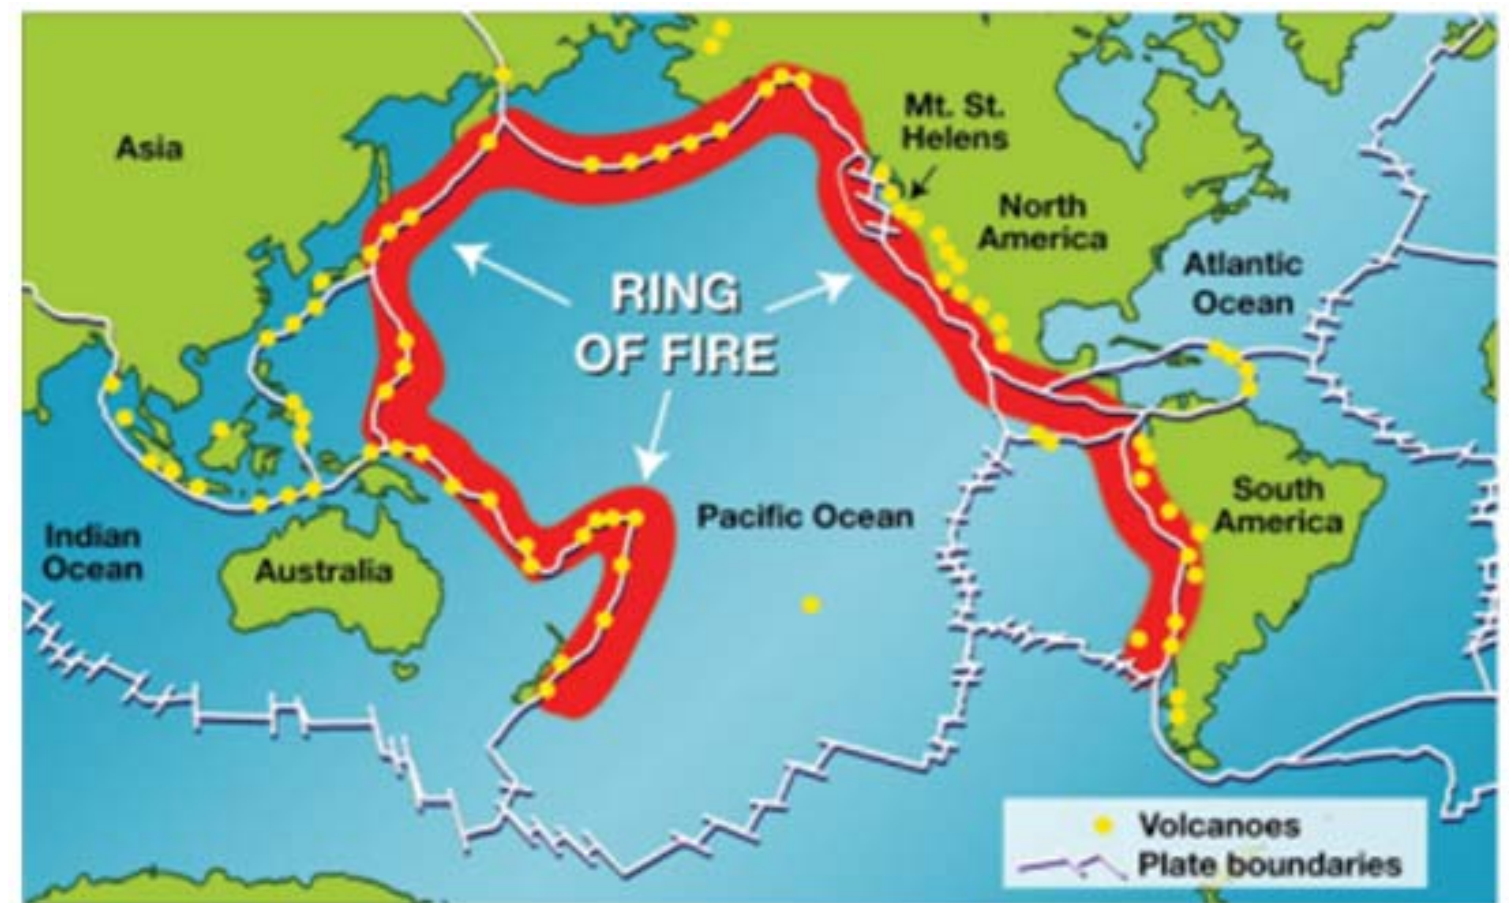 Asia
Mt. St.
Helens
North
America
Atlantic
Ocean
RING
OF FIRE
Pacific Ocean
South
America
Indian
Ocean
Australia
Volcanoes
Plate boundaries